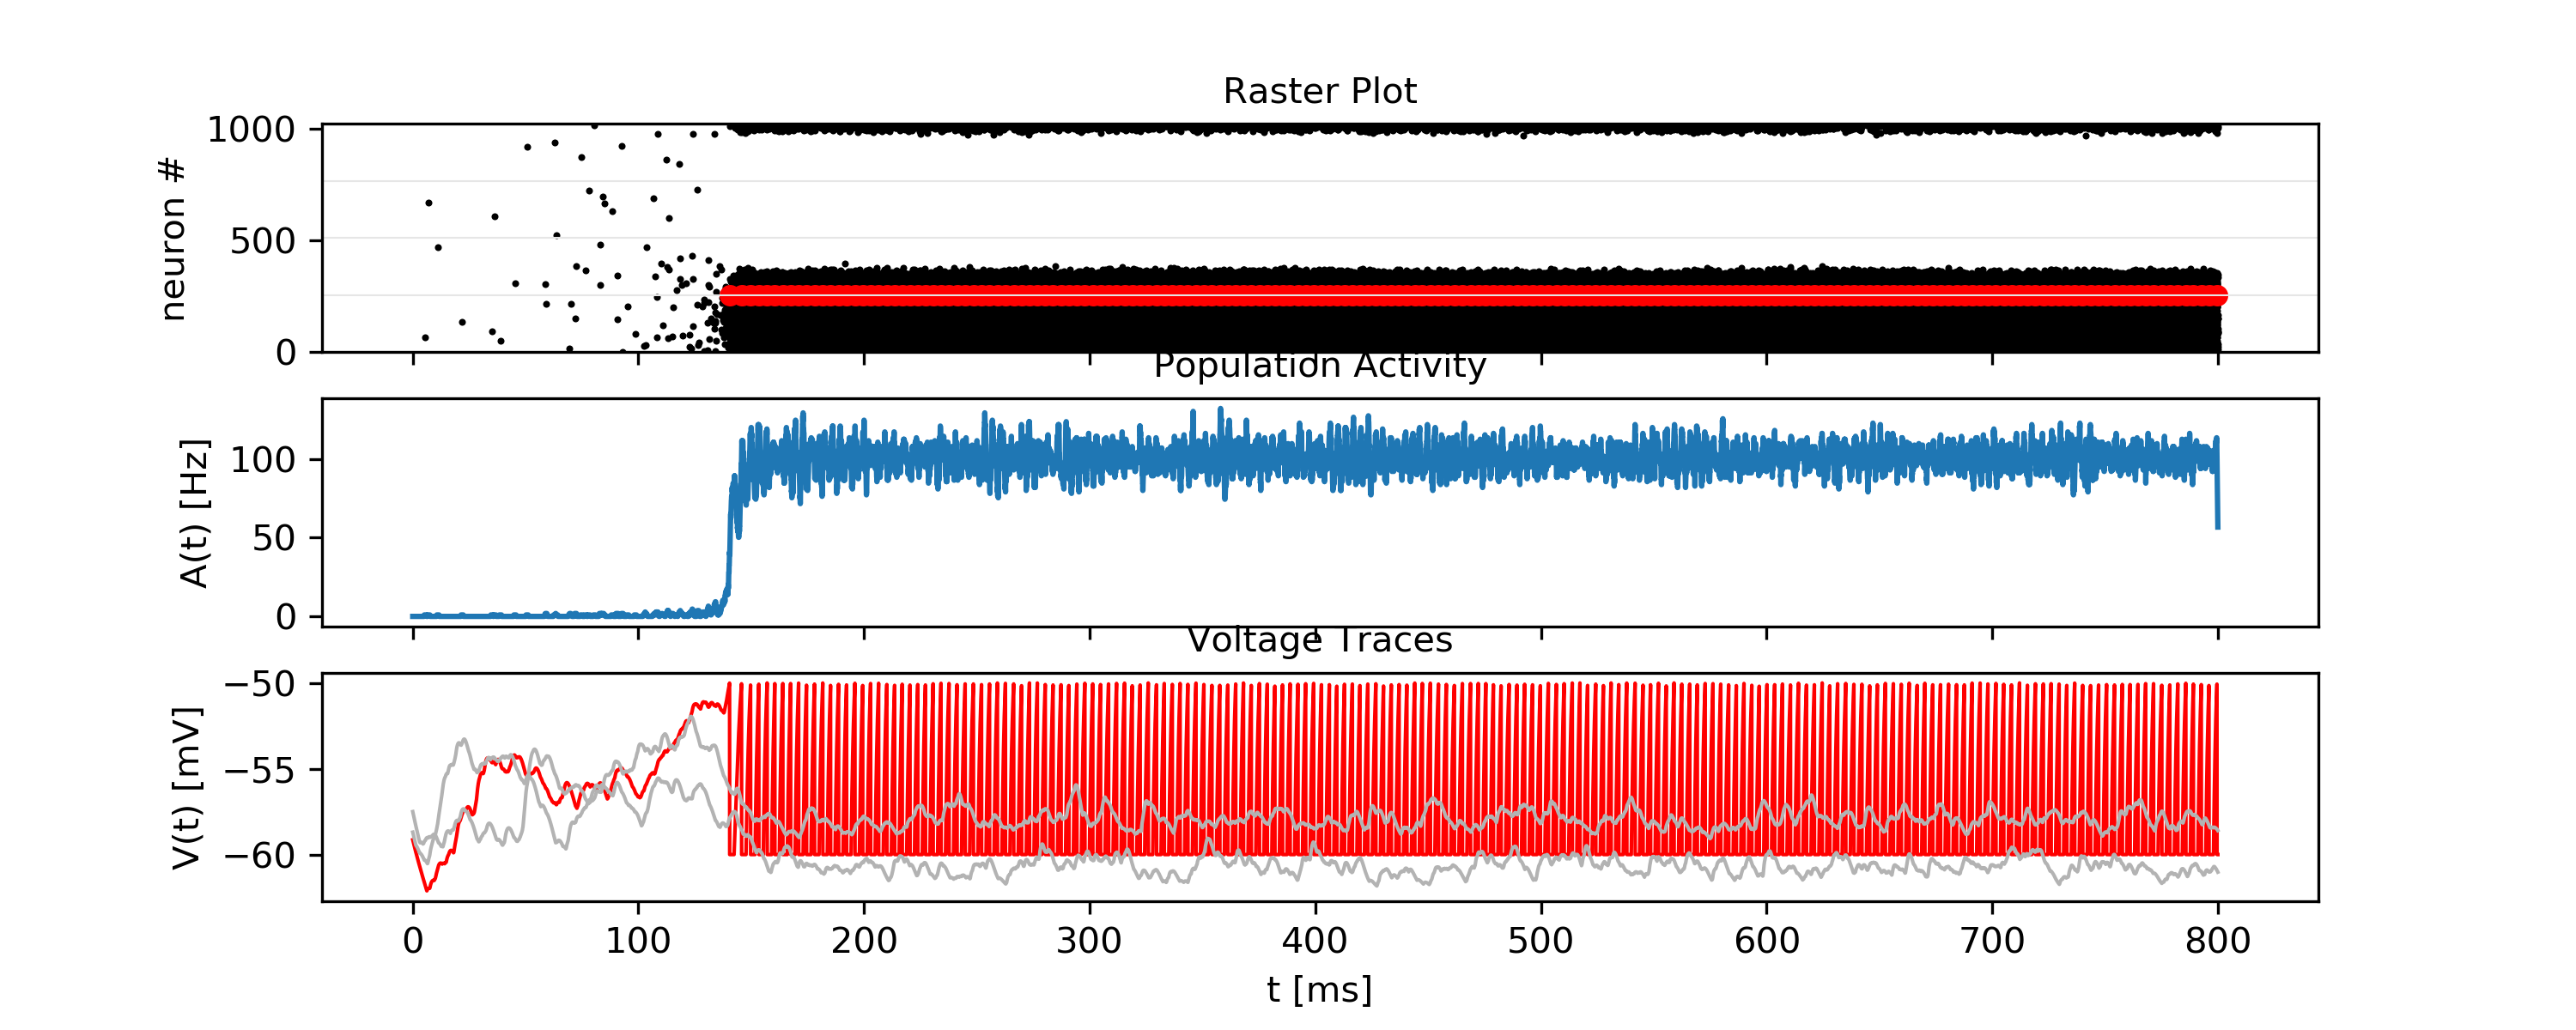 Raster Plot
1000
500
0
neuron #
Population Activity
100
50
0
A(t) [Hz]
Voltage Traces
−50
−55
−60
V(t) [mV]
0 100 200 300 400 500 600 700 800
t [ms]